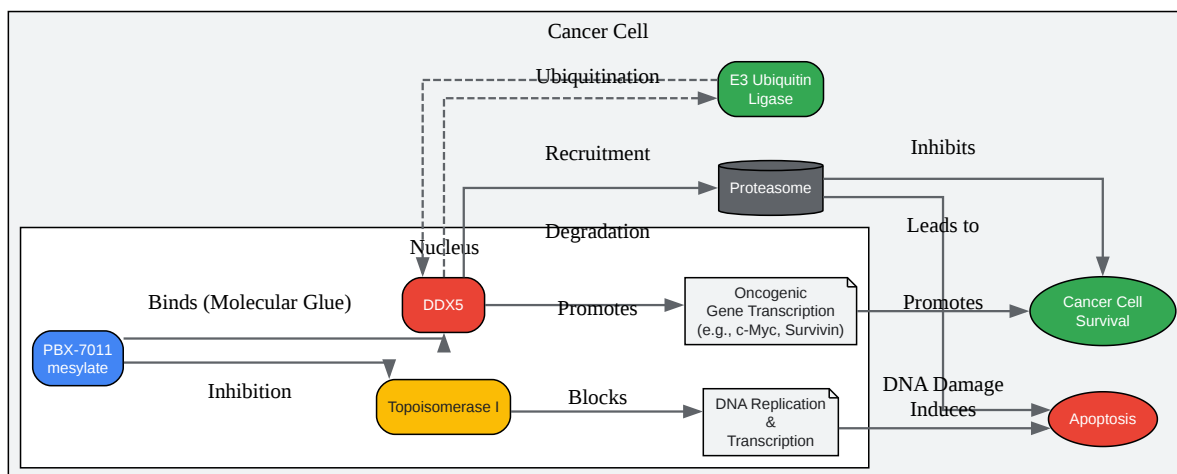 Cancer Cell
Ubiquitination
E3 Ubiquitin
Ligase
Recruitment
Inhibits
Proteasome
Degradation
Leads to
Nucleus
Binds (Molecular Glue)
DDX5
Promotes
Oncogenic
Gene Transcription
(e.g., c-Myc, Survivin)
Promotes
Cancer Cell
Survival
PBX-7011
mesylate
Inhibition
Topoisomerase I
Blocks
DNA Replication
&
Transcription
DNA Damage
Induces
Apoptosis